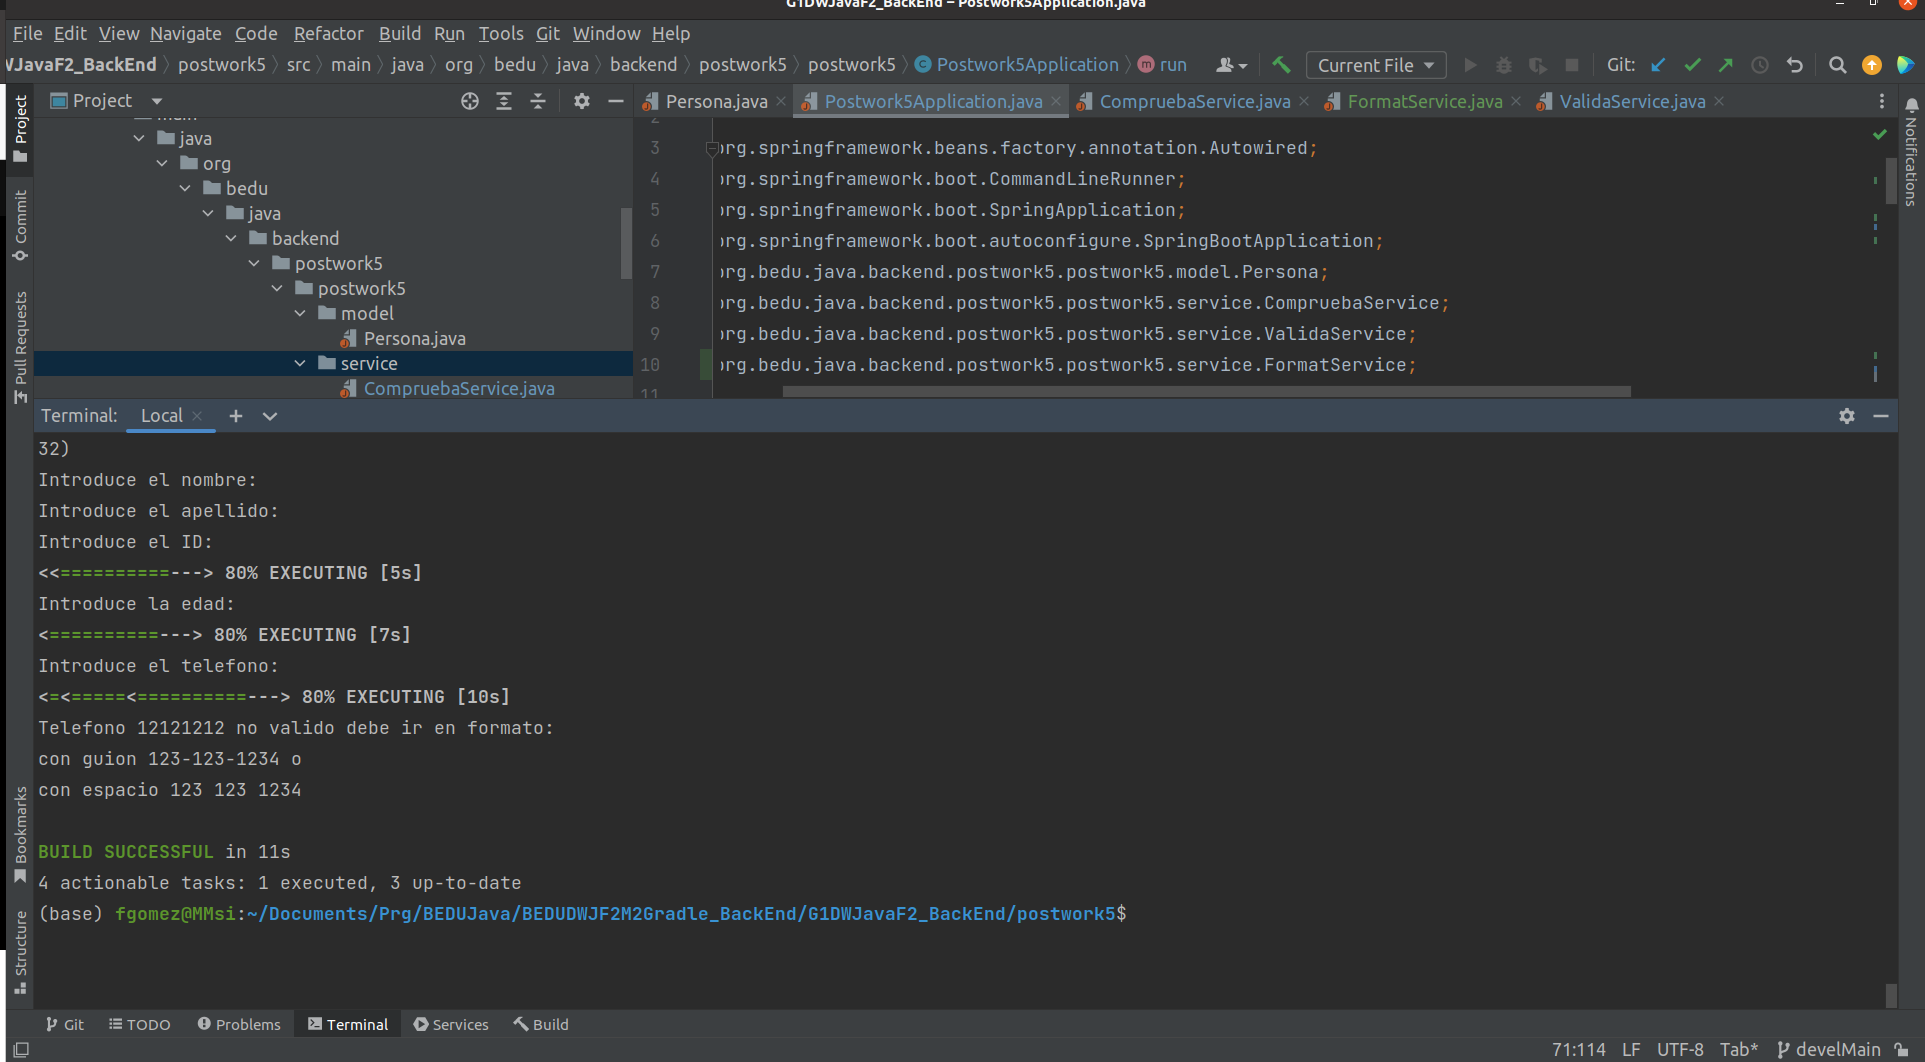 G1DWJavaF2_BackEnd – Postwork5Application.java
File Edit View Navigate Code Refactor Build Run Tools Git Window Help
WJavaF2_BackEnd postwork5 src main java org bedu java backend postwork5 postwork5 Postwork5Application run Current File Git:
Project
Persona.java Postwork5Application.java CompruebaService.java FormatService.java ValidaService.java
main
java
org
bedu
java
backend
postwork5
postwork5
model
Persona.java
service
CompruebaService.java
2
3 org.springframework.beans.factory.annotation.Autowired;
4 org.springframework.boot.CommandLineRunner;
5 org.springframework.boot.SpringApplication;
6 org.springframework.boot.autoconfigure.SpringBootApplication;
7 org.bedu.java.backend.postwork5.postwork5.model.Persona;
8 org.bedu.java.backend.postwork5.postwork5.service.CompruebaService;
9 org.bedu.java.backend.postwork5.postwork5.service.ValidaService;
10 org.bedu.java.backend.postwork5.postwork5.service.FormatService;
11
Project
Commit
Pull Requests
Bookmarks
Structure
Notifications
Terminal: Local
32)
Introduce el nombre:
Introduce el apellido:
Introduce el ID:
<<==========---> 80% EXECUTING [5s]
Introduce la edad:
<==========---> 80% EXECUTING [7s]
Introduce el telefono:
<=<=====<==========---> 80% EXECUTING [10s]
Telefono 12121212 no valido debe ir en formato:
con guion 123-123-1234 o
con espacio 123 123 1234
BUILD SUCCESSFUL in 11s
4 actionable tasks: 1 executed, 3 up-to-date
(base) fgomez@MMsi:~/Documents/Prg/BEDUJava/BEDUDWJF2M2Gradle_BackEnd/G1DWJavaF2_BackEnd/postwork5$
Git TODO Problems Terminal Services Build
71:114 LF UTF-8 Tab* develMain